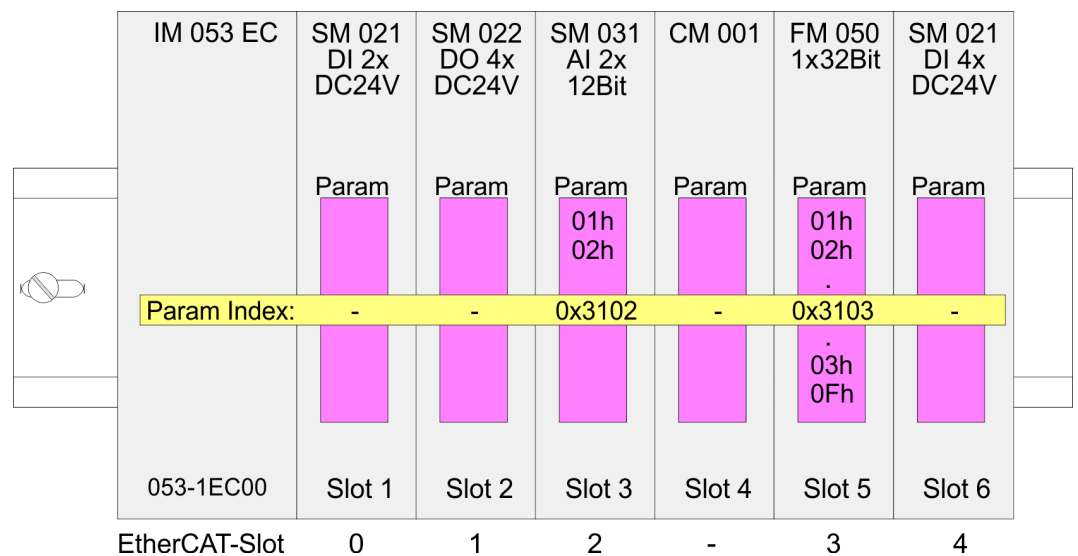 IM 053 EC
SM 021
DI 2x
DC24V
SM 022
DO 4x
DC24V
SM 031
AI 2x
12Bit
CM 001
FM 050
1x32Bit
SM 021
DI 4x
DC24V
Param Param Param Param Param Param
01h
02h
01h
02h
.
Param Index: - - 0x3102 - 0x3103 -
.
03h
0Fh
053-1EC00 Slot 1 Slot 2 Slot 3 Slot 4 Slot 5 Slot 6
EtherCAT-Slot 0 1 2 - 3 4